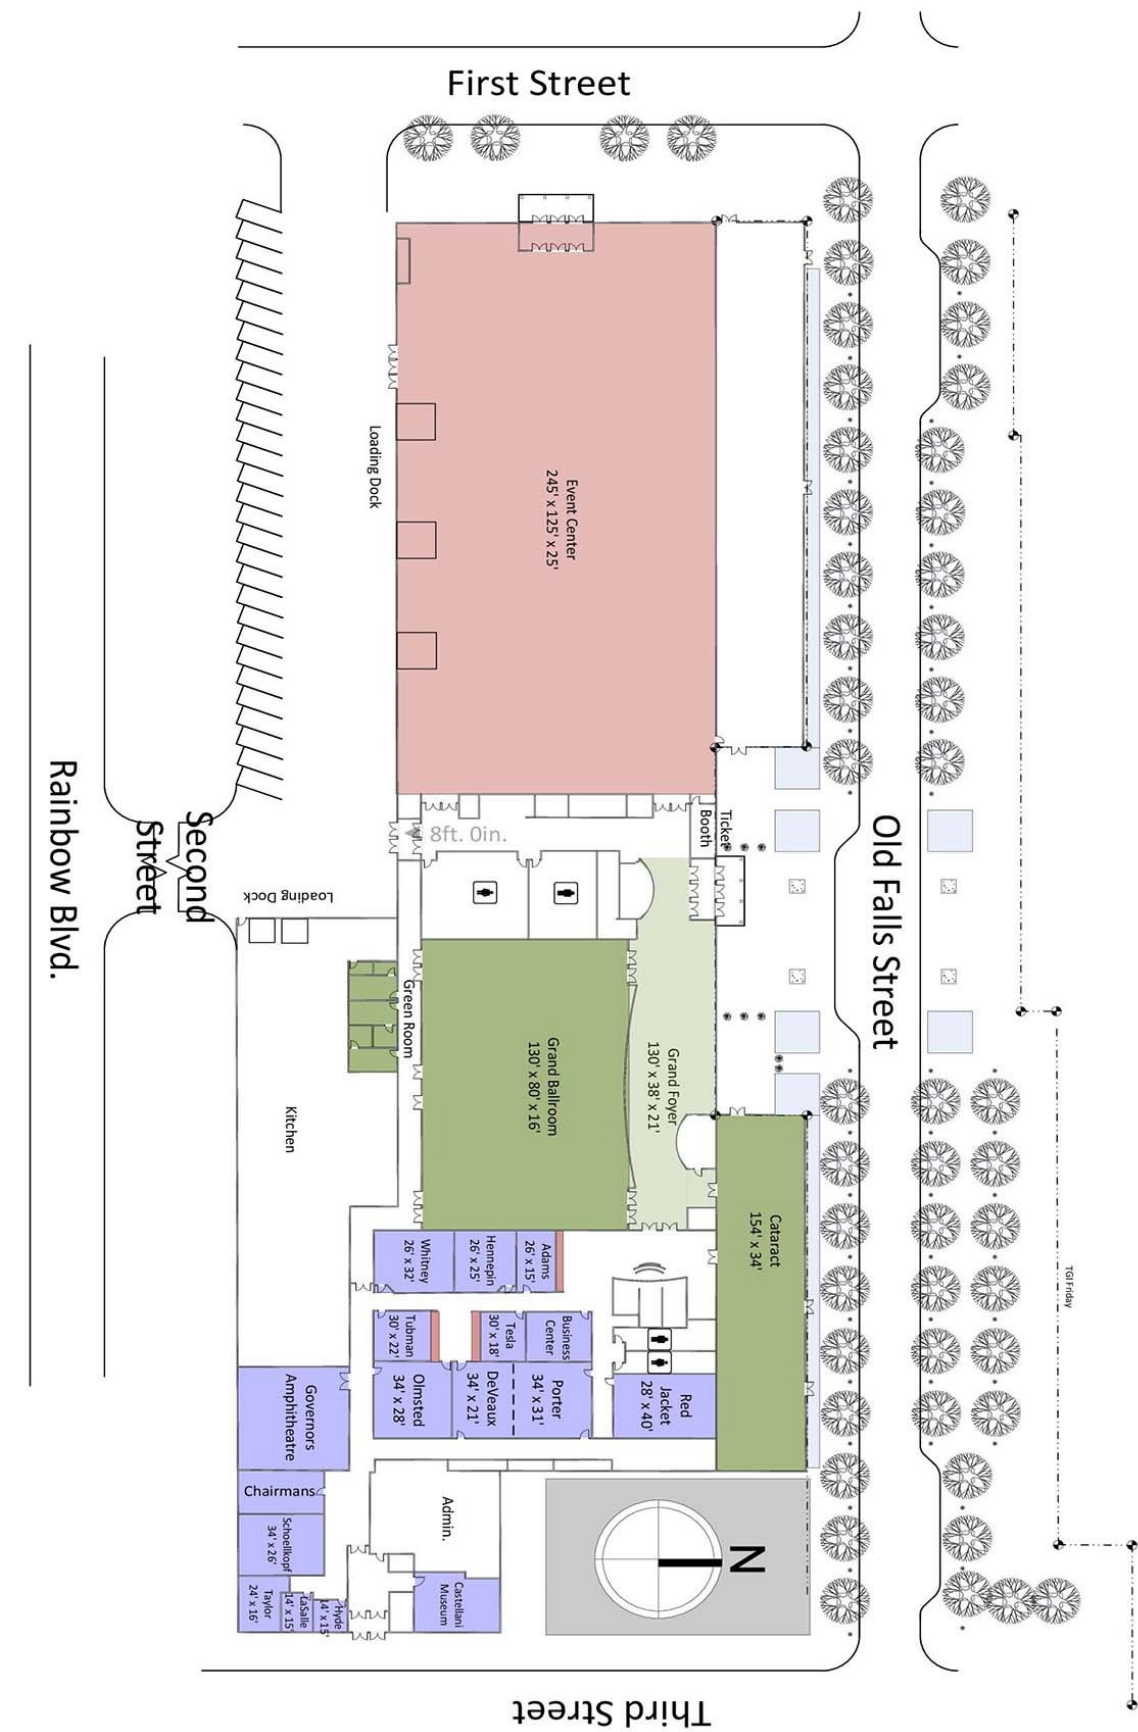 First Street
Loading Dock
Event Center
245' x 125' x 25'
Rainbow Blvd.
Second
Street
Old Falls Street
Ticket
Booth
8ft. 0in.
Loading Dock
Green Room
Grand Ballroom
130' x 80' x 16'
Grand Foyer
130' x 38' x 21'
Kitchen
Cataract
154' x 34'
TGI Friday
Whitney
26' x 32'
Hennepin
26' x 25'
Adams
26' x 15'
Tubman
30' x 22'
Tesla
30' x 18'
Business
Center
Olmsted
34' x 28'
DeVeaux
34' x 21'
Porter
34' x 31'
Red
Jacket
28' x 40'
Governors
Amphitheatre
Chairmans
Schoellkopf
34' x 26'
Taylor
24' x 16'
LaSalle
14' x 15'
Hyde
14' x 15'
Admin.
Castellani
Museum
N
Third Street